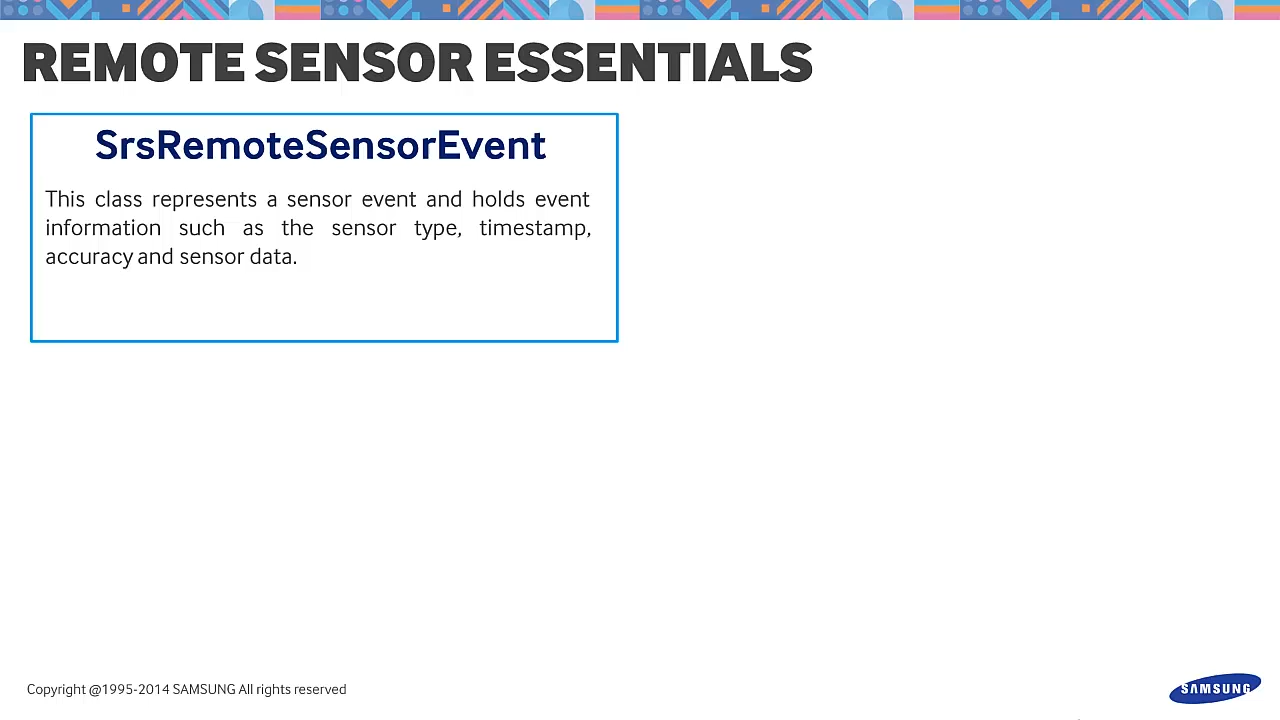 REMOTE SENSOR ESSENTIALS
SrsRemoteSensorEvent
This class represents a sensor event and holds event
information such as the sensor type, timestamp,
accuracy and sensor data.
Copyright @1995-2014 SAMSUNG All rights reserved
SAMSUNG